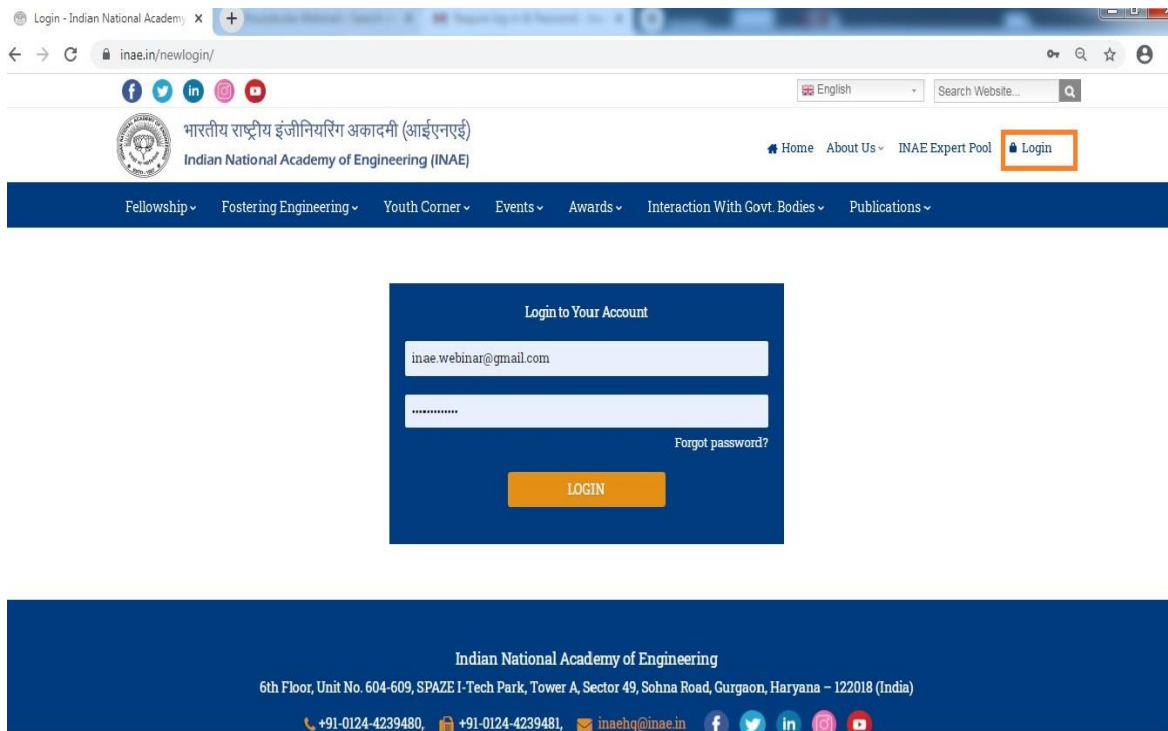 Login - Indian National Academy
inae.in/newlogin/
English
Search Website...
भारतीय राष्ट्रीय इंजीनियरिंग अकादमी (आईएनएई)
Indian National Academy of Engineering (INAE)
Home About Us INAE Expert Pool Login
Fellowship Fostering Engineering Youth Corner Events Awards Interaction With Govt. Bodies Publications
Login to Your Account
inae.webinar@gmail.com
Forgot password?
LOGIN
Indian National Academy of Engineering
6th Floor, Unit No. 604-609, SPAZE I-Tech Park, Tower A, Sector 49, Sohna Road, Gurgaon, Haryana – 122018 (India)
+91-0124-4239480, +91-0124-4239481, inaehq@inae.in